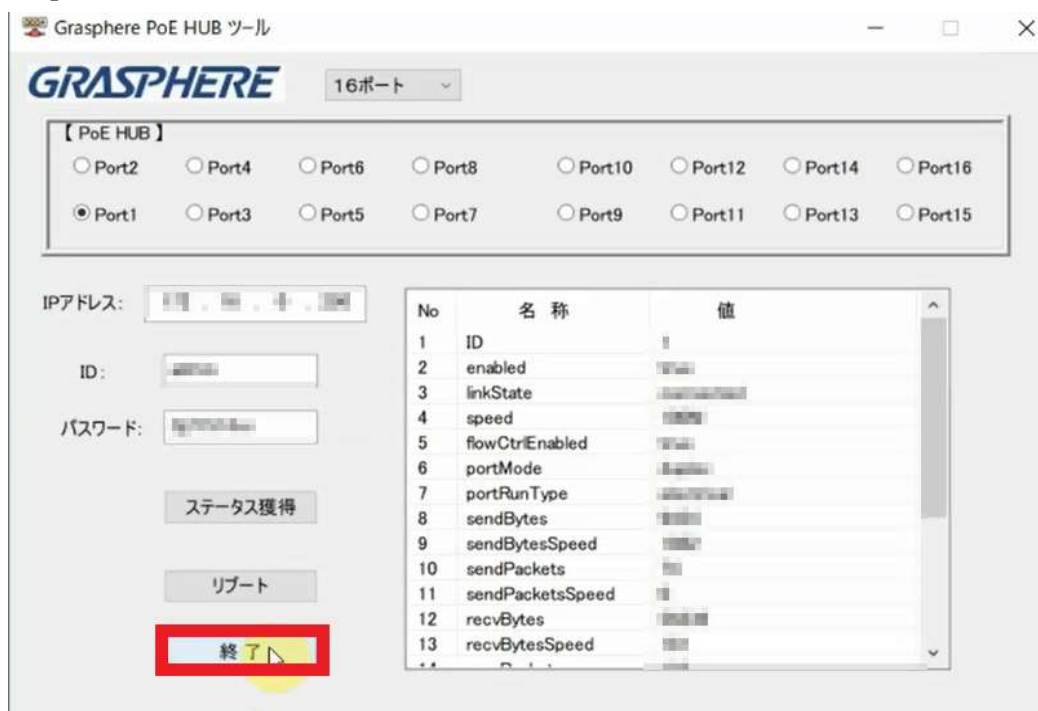 Grasphere PoE HUB ツール
GRASPHERE
16ポート
【 PoE HUB 】
Port2 Port4 Port6 Port8 Port10 Port12 Port14 Port16
Port1 Port3 Port5 Port7 Port9 Port11 Port13 Port15
IPアドレス:
ID:
パスワード:
ステータス獲得
リブート
終了
No 名 称 値
1 ID
2 enabled
3 linkState
4 speed
5 flowCtrlEnabled
6 portMode
7 portRunType
8 sendBytes
9 sendBytesSpeed
10 sendPackets
11 sendPacketsSpeed
12 recvBytes
13 recvBytesSpeed